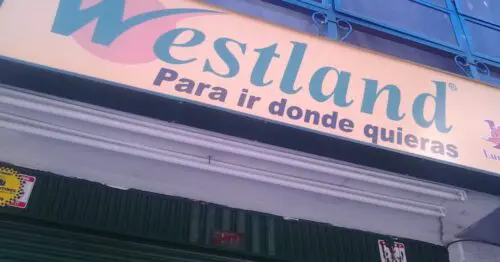 Westland®
Para ir donde quieras